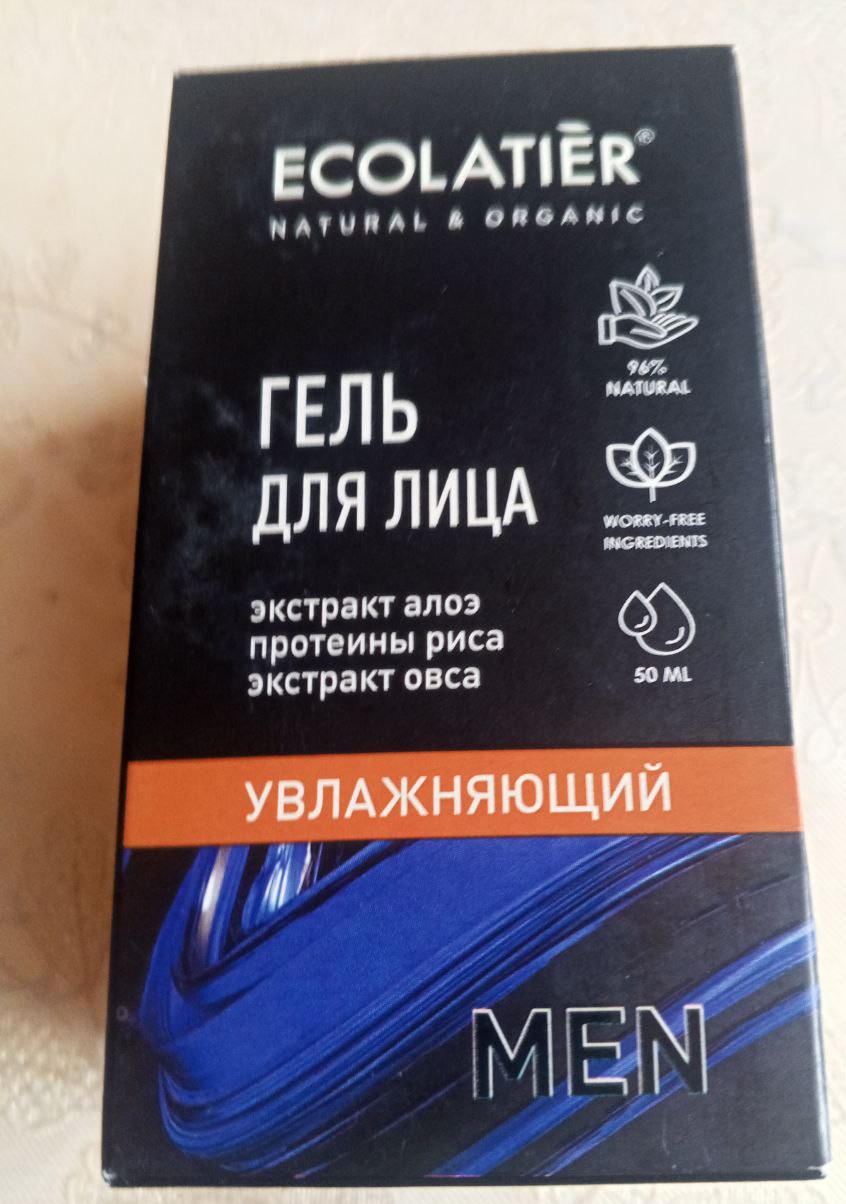 ECOLATIĒR®
NATURAL & ORGANIC
96%
NATURAL
ГЕЛЬ
ДЛЯ ЛИЦА
WORRY-FREE
INGREDIENTS
экстракт алоэ
протеины риса
экстракт овса
50 ML
УВЛАЖНЯЮЩИЙ
MEN